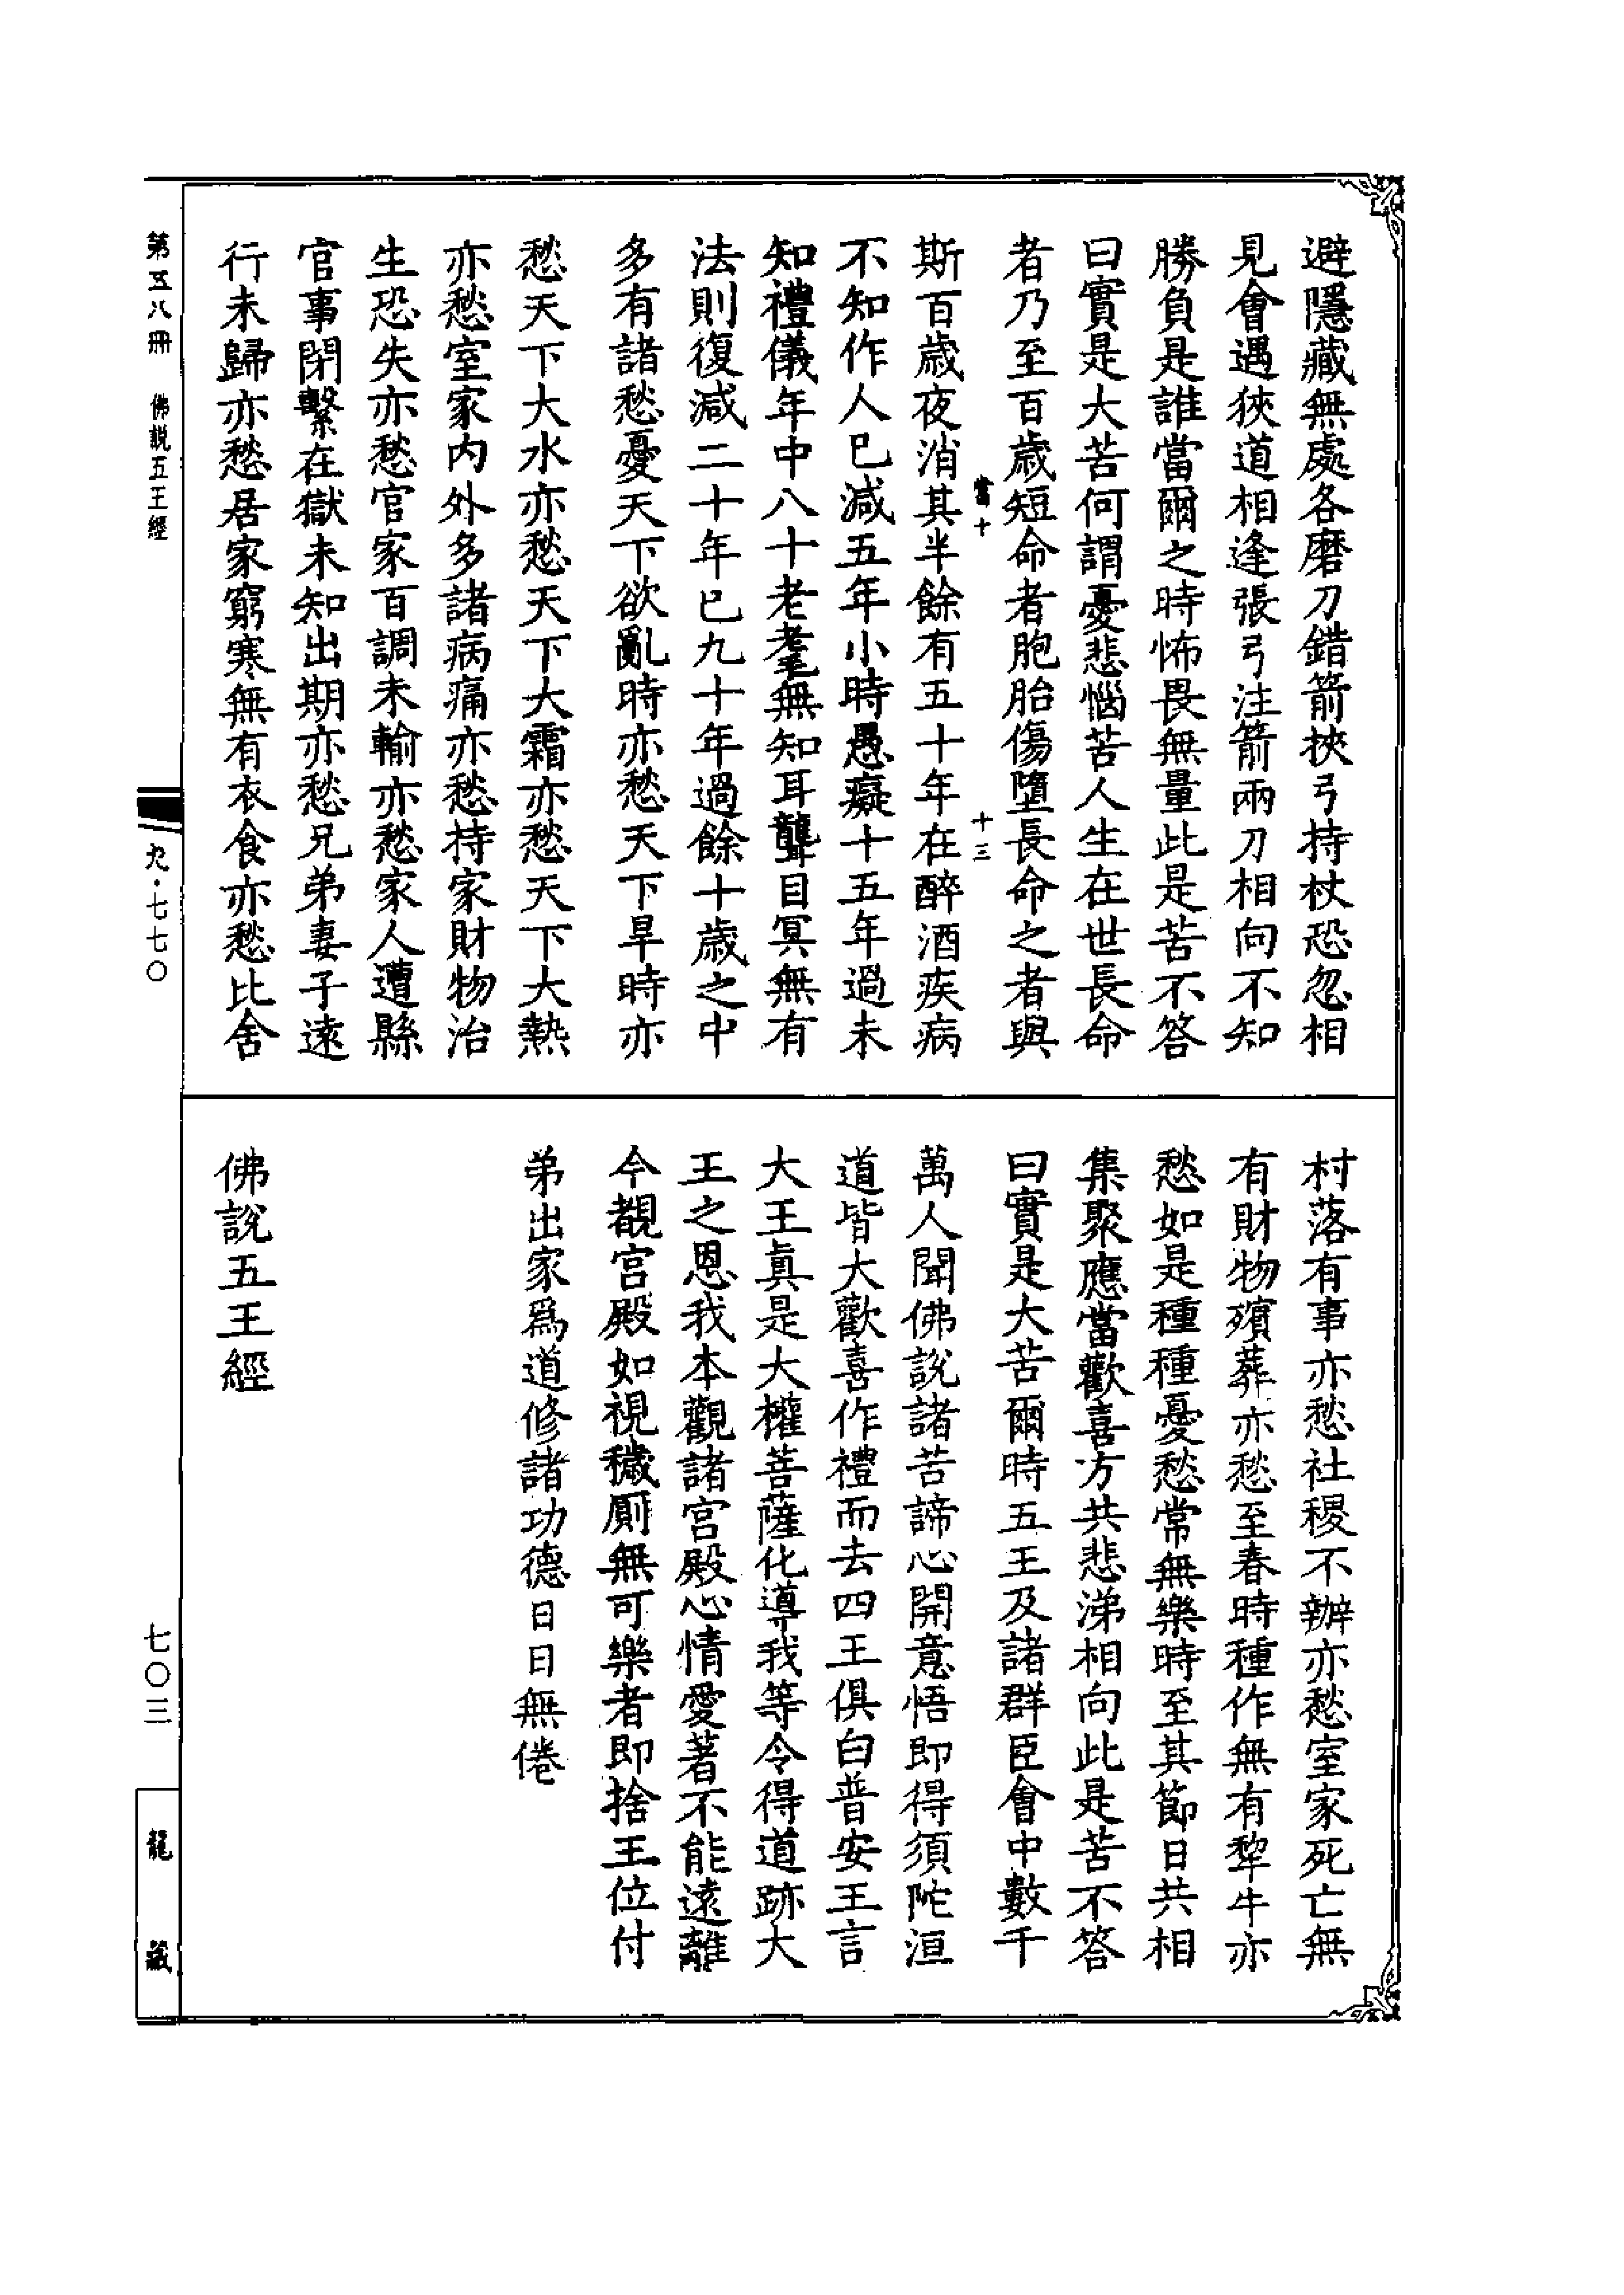 避隱藏無處各磨刀錯箭挾弓持杖恐忽相
見會遇狹道相逢張弓注箭兩刀相向不知
勝負是誰當爾之時怖畏無量此是苦不答
曰實是大苦何謂憂悲惱苦人生在世長命
者乃至百歲短命者胞胎傷墮長命之者與
當十
十三
斯百歲夜消其半餘有五十年在醉酒疾病
不知作人已減五年小時愚癡十五年過未
知禮儀年中八十老耄無知耳聾目冥無有
法則復減二十年已九十年過餘十歲之中
多有諸愁憂天下欲亂時亦愁天下旱時亦
愁天下大水亦愁天下大霜亦愁天下大熱
亦愁室家內外多諸病痛亦愁持家財物治
生恐失亦愁官家百調未輸亦愁家人遭縣
官事閉繫在獄未知出期亦愁兄弟妻子遠
行未歸亦愁居家窮寒無有衣食亦愁比舍
村落有事亦愁社稷不辦亦愁室家死亡無
有財物殯葬亦愁至春時種作無有犂牛亦
愁如是種種憂愁常無樂時至其節日共相
集聚應當歡喜方共悲涕相向此是苦不答
曰實是大苦爾時五王及諸群臣會中數千
萬人聞佛說諸苦諦心開意悟即得須陀洹
道皆大歡喜作禮而去四王俱白普安王言
大王眞是大權菩薩化導我等令得道跡大
王之恩我本觀諸宮殿心情愛著不能遠離
今覩宮殿如視穢厠無可樂者即捨王位付
弟出家爲道修諸功德日日無倦
佛說五王經
第五八冊 佛說五王經
九·七七〇
七〇三
龍藏